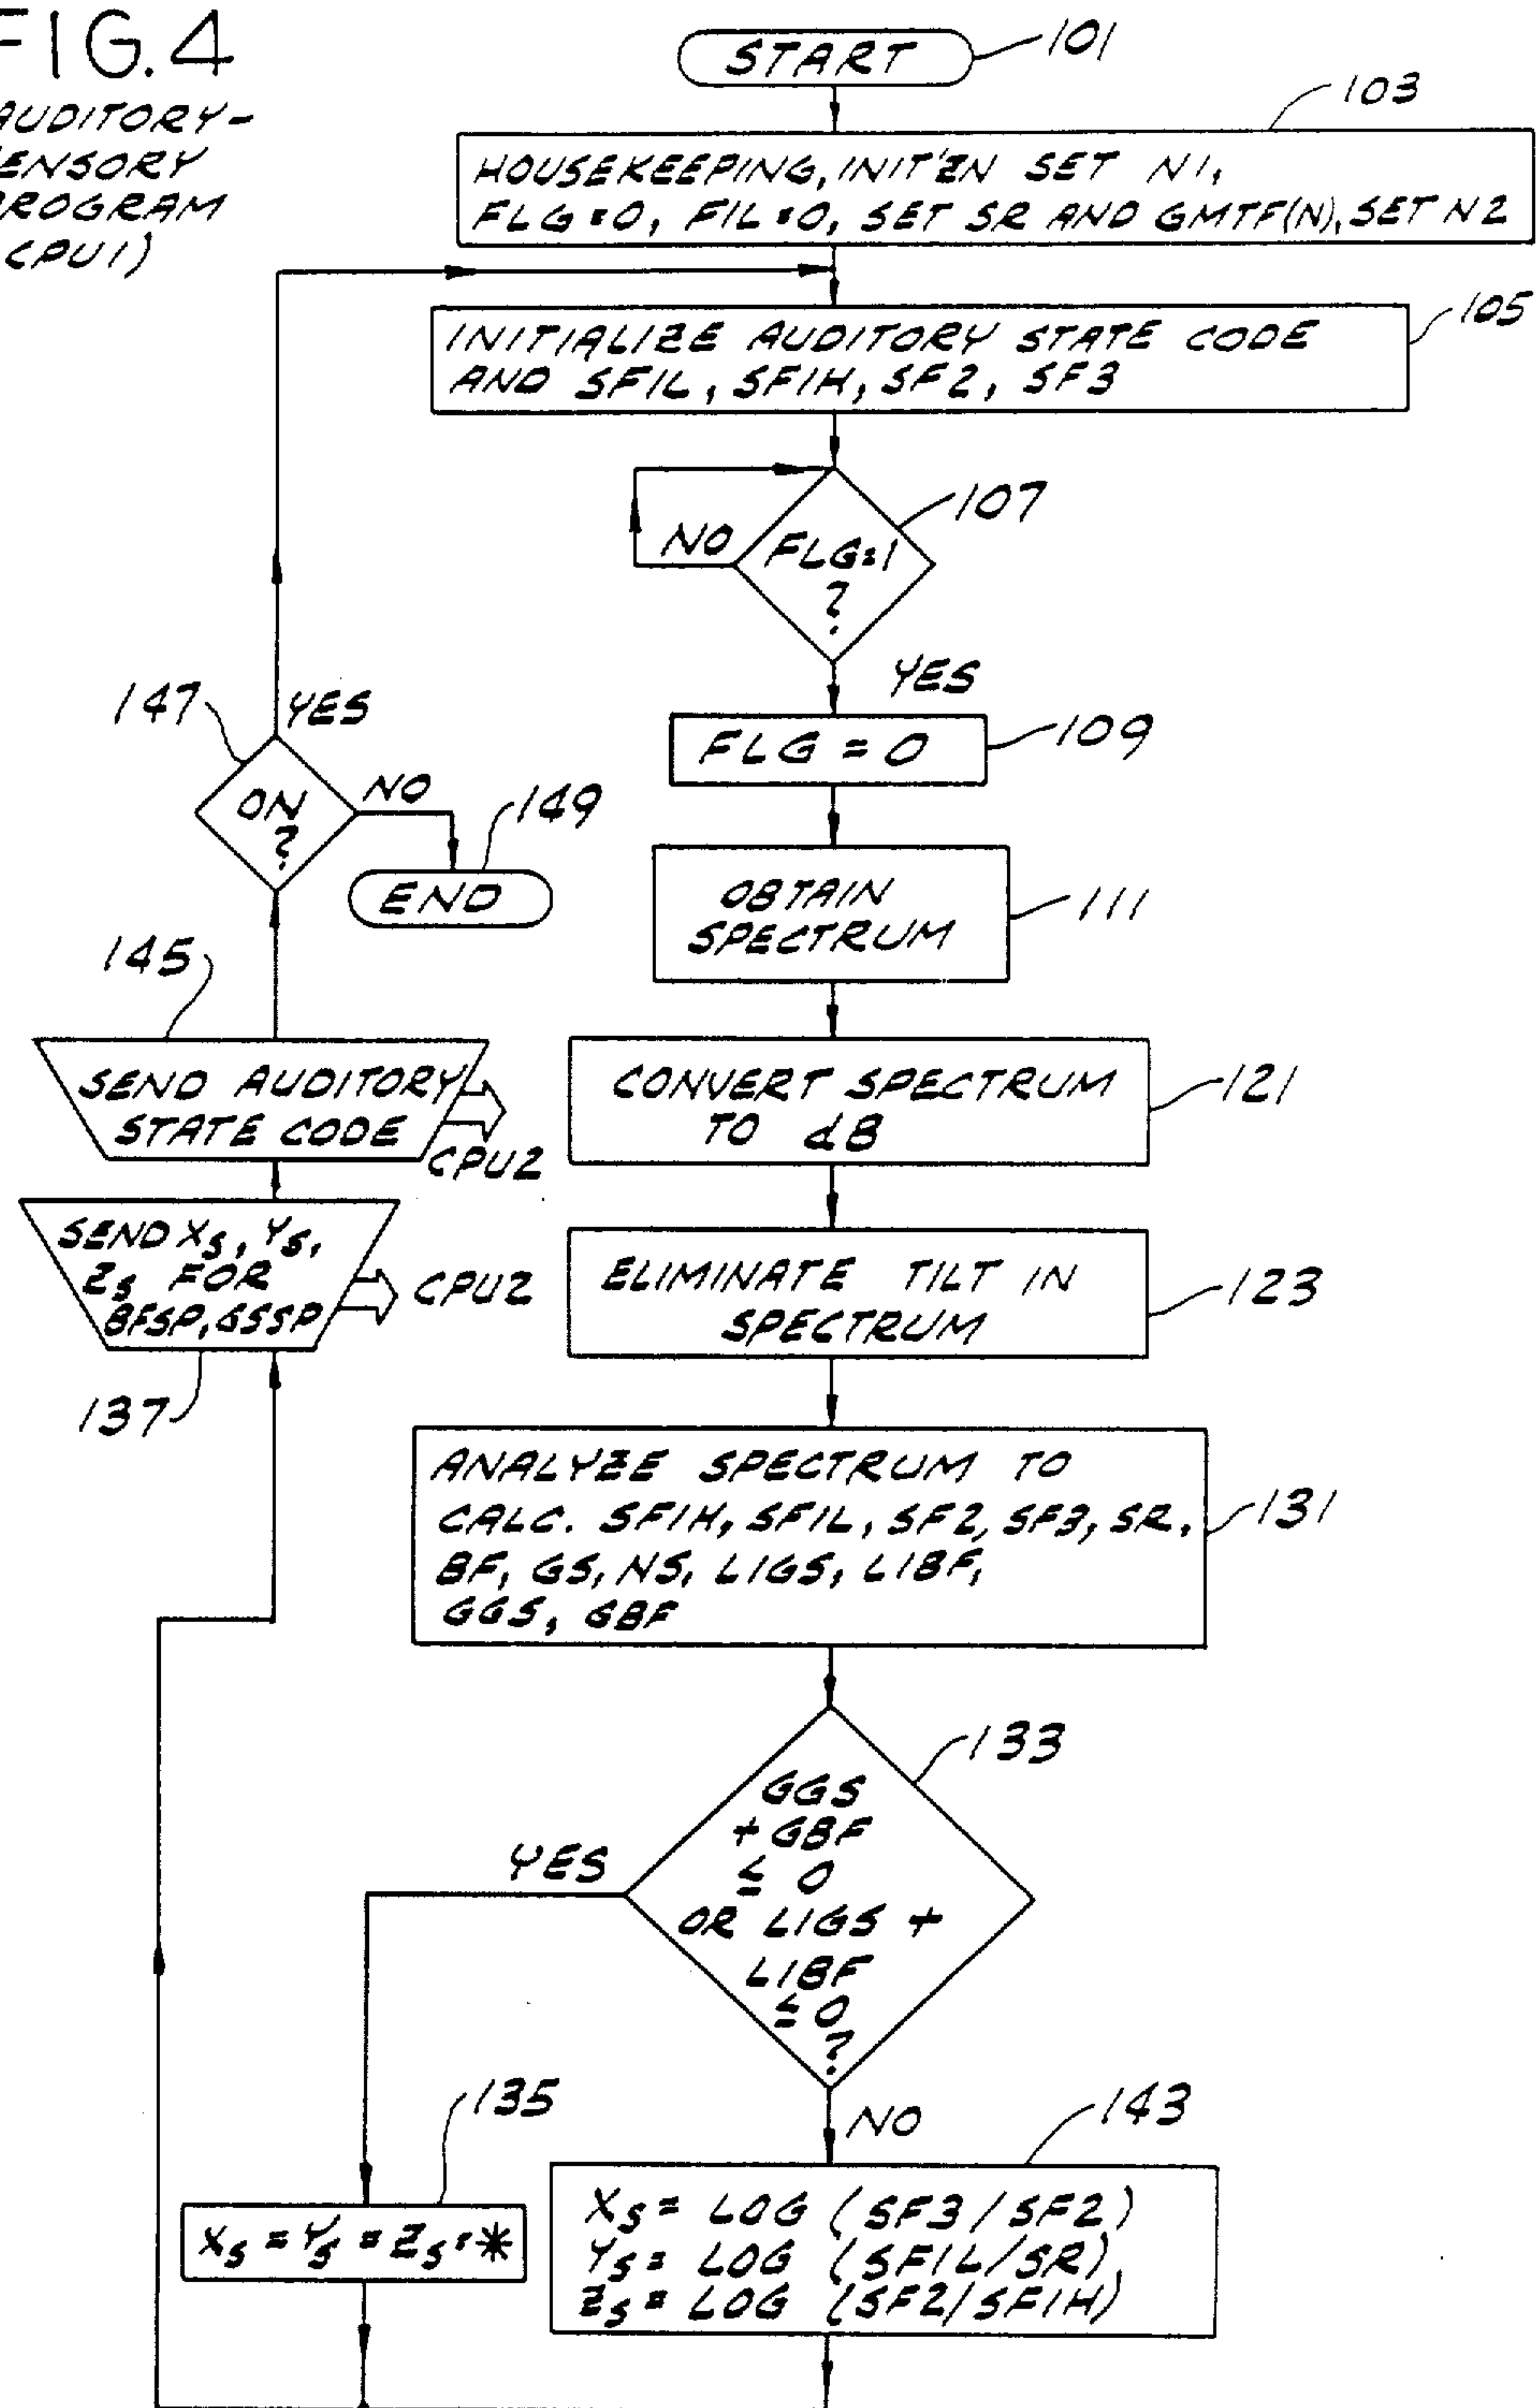 FIG.4
AUDITORY-
ENSORY
PROGRAM
CPU1)
START
101
103
HOUSEKEEPING, INIT'ZN SET N1,
FLG=0, FIL=0, SET SR AND GMTF(N), SET N2
INITIALIZE AUDITORY STATE CODE
AND SF1L, SF1H, SF2, SF3
105
107
NO
FLG=1
?
YES
FLG = 0
109
147
YES
ON
?
NO
149
END
OBTAIN
SPECTRUM
111
145
SEND AUDITORY
STATE CODE
CPU2
CONVERT SPECTRUM
TO dB
121
SEND XS, YS,
ZS FOR
BFSP, GSSP
CPU2
137
ELIMINATE TILT IN
SPECTRUM
123
ANALYZE SPECTRUM TO
CALC. SF1H, SF1L, SF2, SF3, SR,
BF, GS, NS, LIGS, LIBF,
GGS, GBF
131
133
GGS
+ GBF
≤ 0
OR LIGS +
LIBF
≤ 0
?
YES
NO
135
XS = YS = ZS = *
143
XS = LOG (SF3/SF2)
YS = LOG (SF1L/SR)
ZS = LOG (SF2/SF1H)